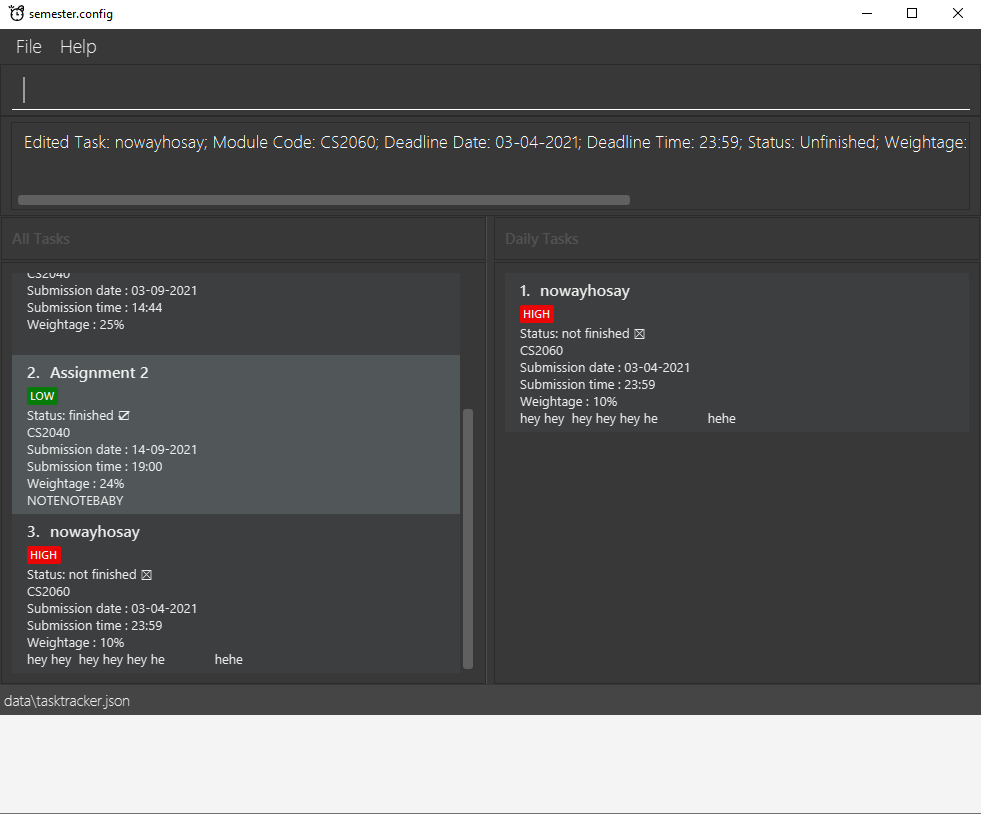 semester.config
File Help
Edited Task: nowayhosay; Module Code: CS2060; Deadline Date: 03-04-2021; Deadline Time: 23:59; Status: Unfinished; Weightage:
All Tasks
CS2040
Submission date : 03-09-2021
Submission time : 14:44
Weightage : 25%
2. Assignment 2
LOW
Status: finished ☑
CS2040
Submission date : 14-09-2021
Submission time : 19:00
Weightage : 24%
NOTENOTEBABY
3. nowayhosay
HIGH
Status: not finished ☒
CS2060
Submission date : 03-04-2021
Submission time : 23:59
Weightage : 10%
hey hey hey hey hey he hehe
Daily Tasks
1. nowayhosay
HIGH
Status: not finished ☒
CS2060
Submission date : 03-04-2021
Submission time : 23:59
Weightage : 10%
hey hey hey hey hey he hehe
data\tasktracker.json